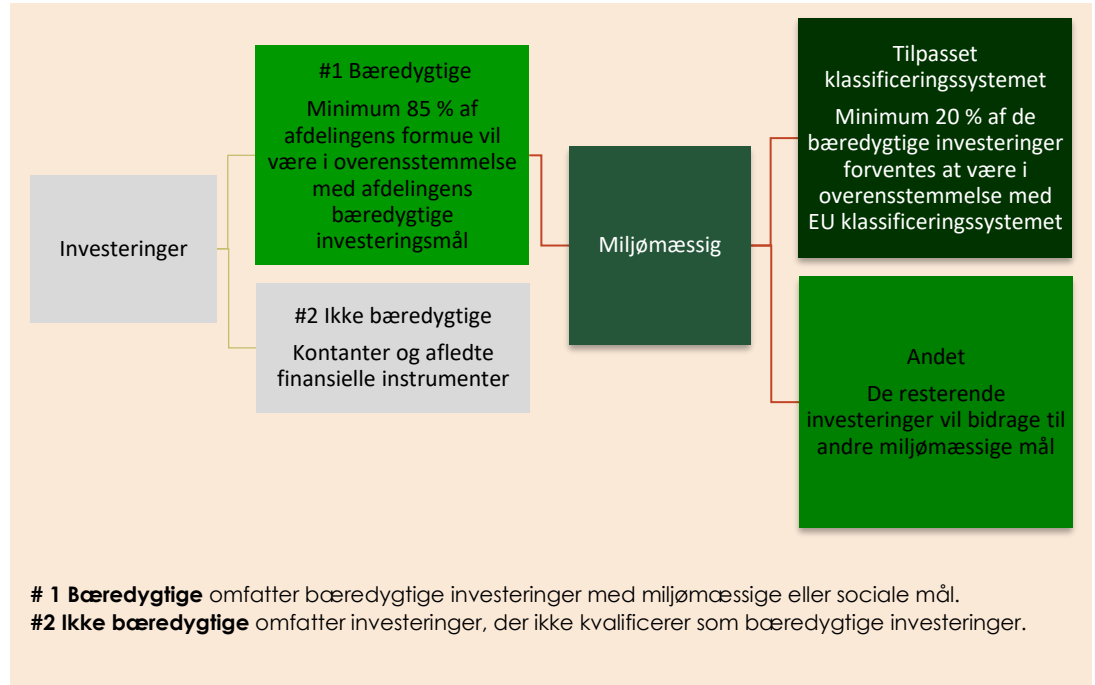 Investeringer
#1 Bæredygtige
Minimum 85 % af
afdelingens formue vil
være i overensstemmelse
med afdelingens
bæredygtige
investeringsmål
#2 Ikke bæredygtige
Kontanter og afledte
finansielle instrumenter
Miljømæssig
Tilpasset
klassificeringssystemet
Minimum 20 % af de
bæredygtige investeringer
forventes at være i
overensstemmelse med
EU klassificeringssystemet
Andet
De resterende
investeringer vil bidrage til
andre miljømæssige mål
# 1 Bæredygtige omfatter bæredygtige investeringer med miljømæssige eller sociale mål.
#2 Ikke bæredygtige omfatter investeringer, der ikke kvalificerer som bæredygtige investeringer.